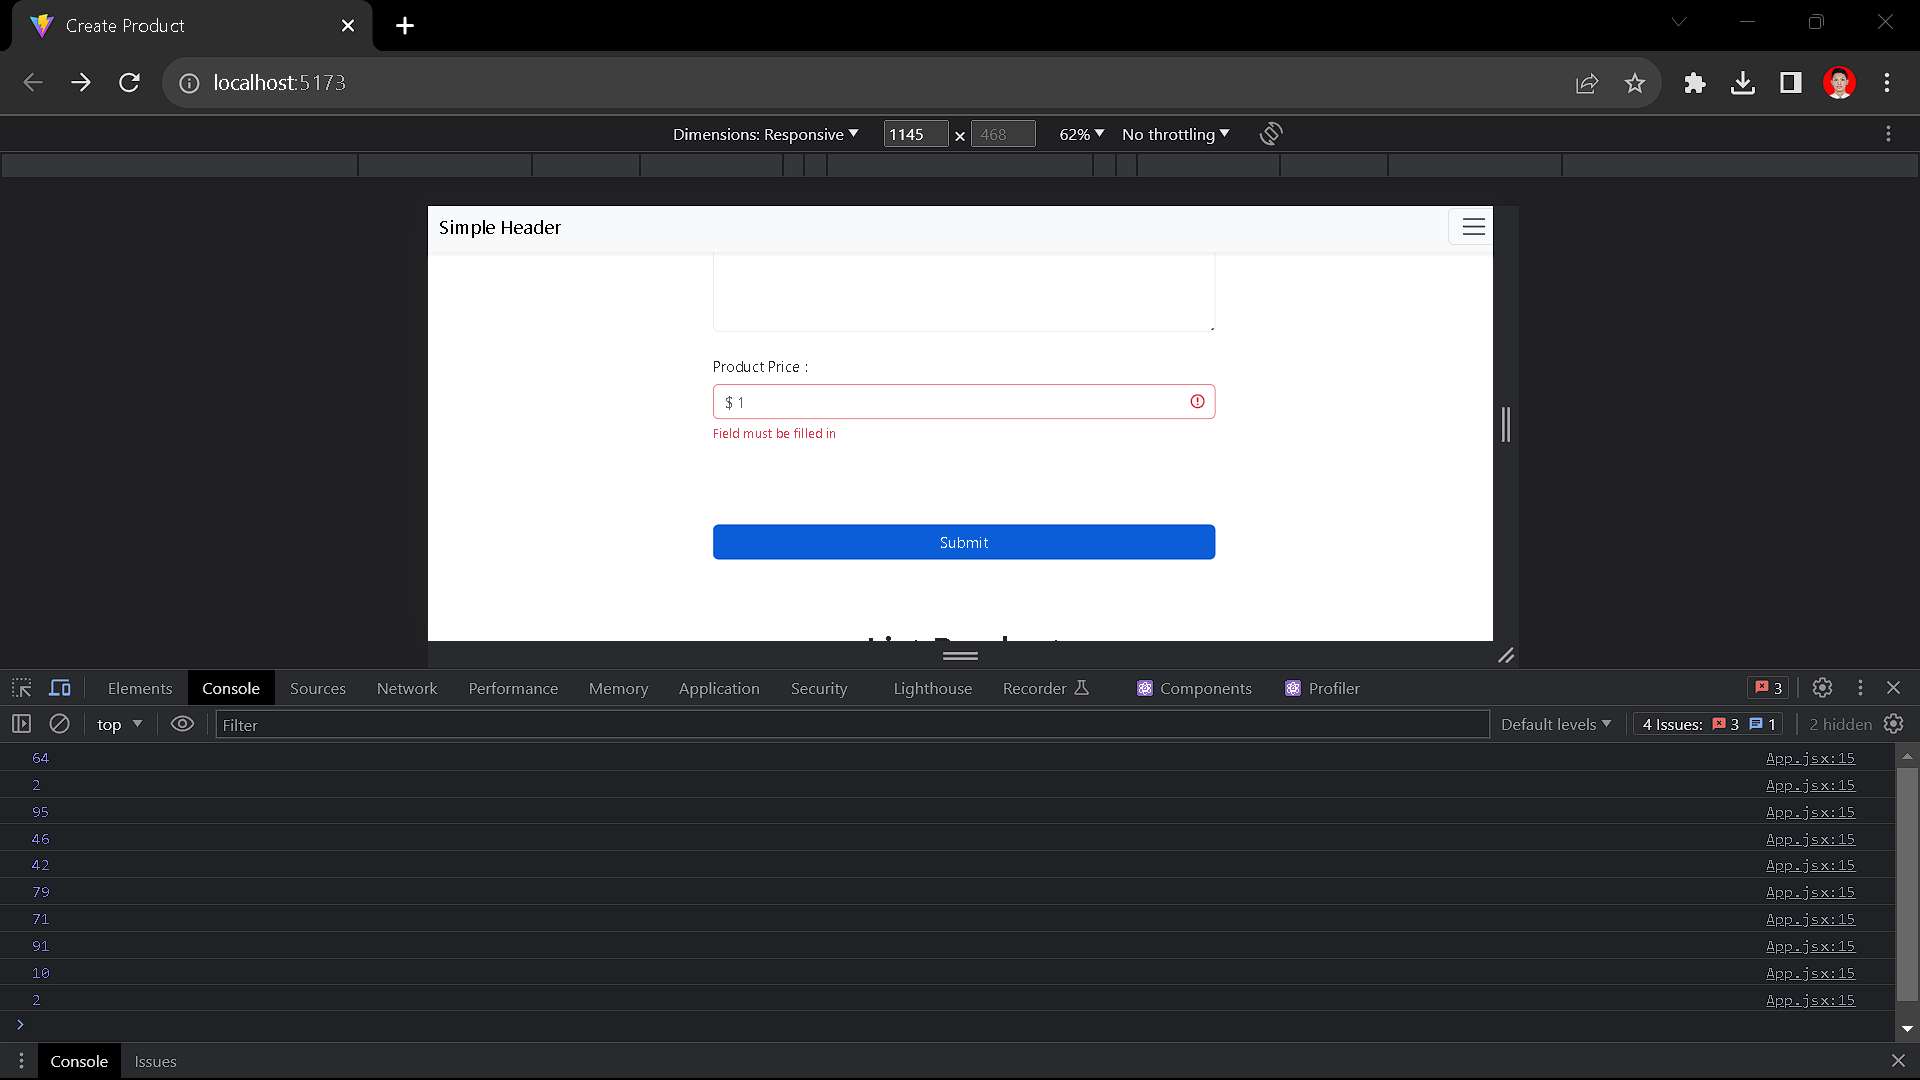 Create Product
localhost:5173
Dimensions: Responsive ▼ 1145 × 468 62% ▼ No throttling ▼
Simple Header
Product Price :
$ 1
Field must be filled in
Submit
Elements Console Sources Network Performance Memory Application Security Lighthouse Recorder Components Profiler 3
top ▼ Filter Default levels ▼ 4 Issues: 3 1 2 hidden
64 App.jsx:15
2 App.jsx:15
95 App.jsx:15
46 App.jsx:15
42 App.jsx:15
79 App.jsx:15
71 App.jsx:15
91 App.jsx:15
10 App.jsx:15
2 App.jsx:15
Console Issues